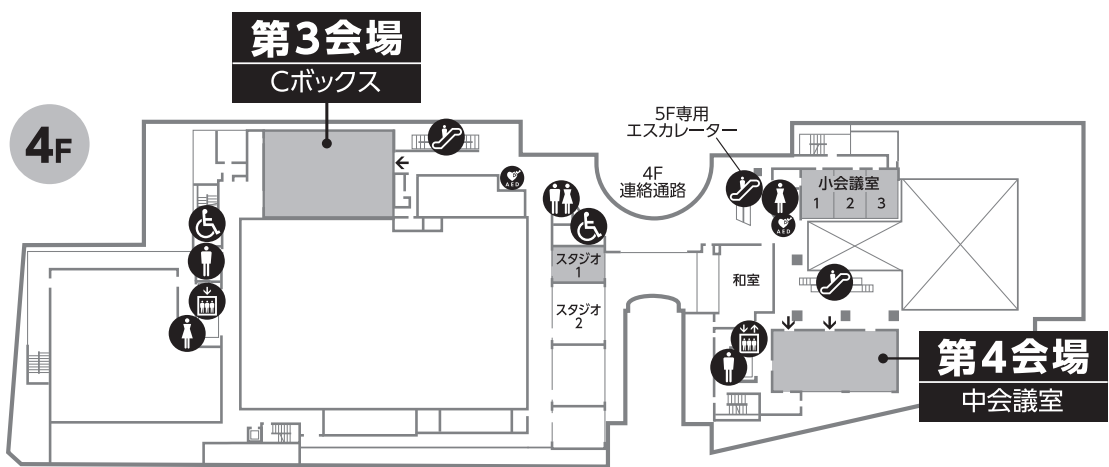 第3会場
Cボックス
4F
5F専用
エスカレーター
4F
連絡通路
AED
小会議室
1 2 3
AED
スタジオ
1
和室
スタジオ
2
第4会場
中会議室